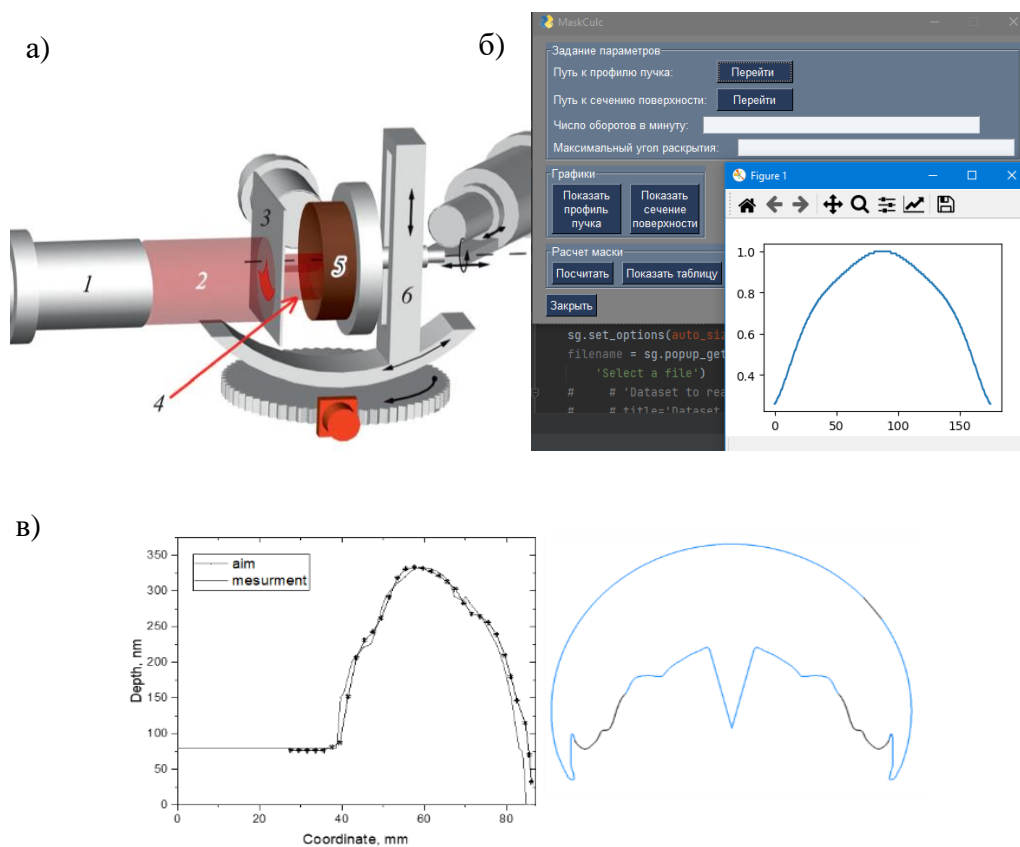 а)
1
2
3
4
5
6
б)
MaskCulc
Задание параметров
Путь к профилю пучка:
Перейти
Путь к сечению поверхности:
Перейти
Число оборотов в минуту:
Максимальный угол раскрытия:
Графики
Показать
профиль
пучка
Показать
сечение
поверхности
Расчет маски
Посчитать
Показать таблицу
Закрыть
sg.set_options(auto_siz
filename = sg.popup_get
'Select a file')
# # 'Dataset to rea
# # title='Dataset
Figure 1
1.0
0.8
0.6
0.4
0
50
100
150
в)
aim
mesurment
Depth, nm
350
300
250
200
150
100
50
0
0
20
40
60
80
Coordinate, mm